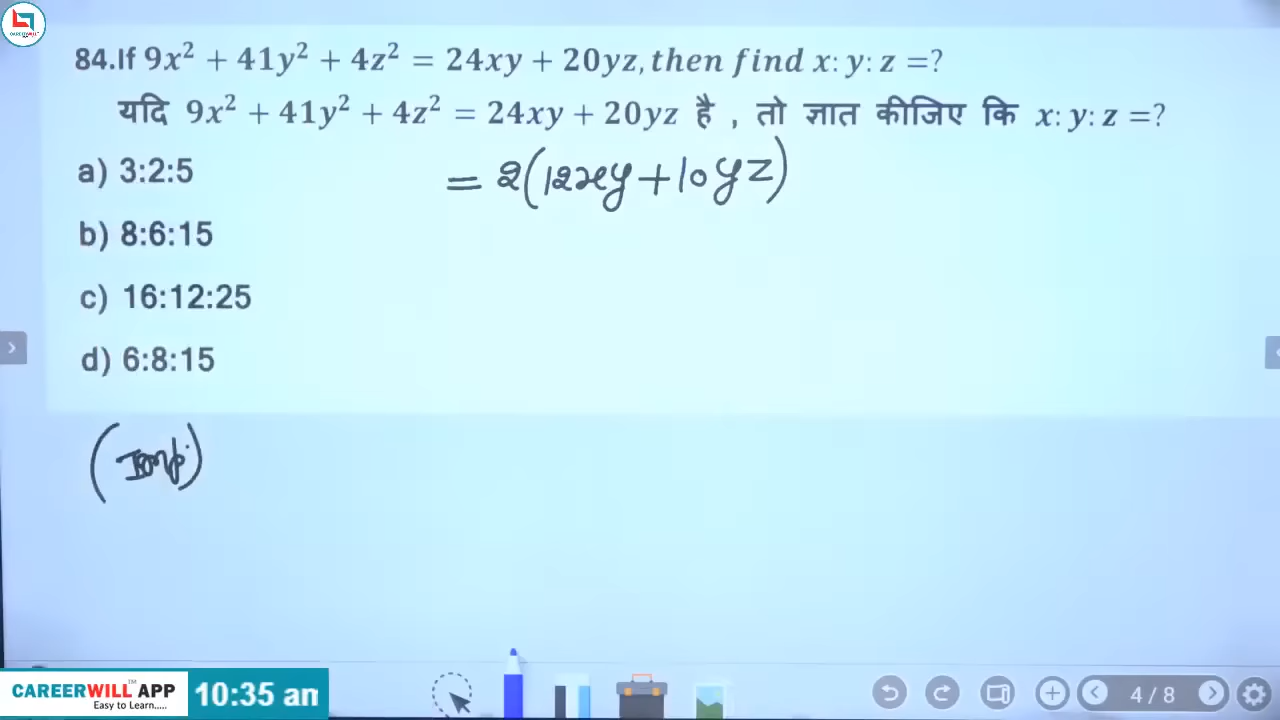 CAREERWILL
84.If 9x² + 41y² + 4z² = 24xy + 20yz, then find x: y: z =?
यदि 9x² + 41y² + 4z² = 24xy + 20yz है , तो ज्ञात कीजिए कि x: y: z =?
a) 3:2:5
= 2(12xy+10yz)
b) 8:6:15
c) 16:12:25
d) 6:8:15
(Imp.)
CAREERWILL™ APP
Easy to Learn.....
10:35 am
4 / 8